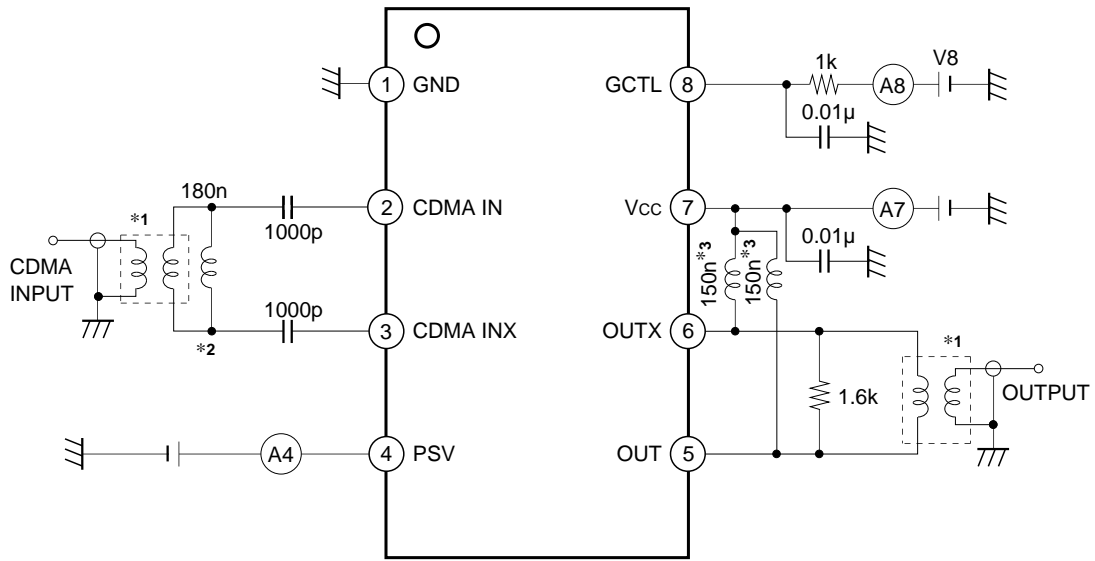 1k
V8
1
GND
GCTL
8
A8
0.01µ
180n
*1
2
CDMA IN
VCC
7
A7
1000p
0.01µ
CDMA
INPUT
150n*3
150n*3
1000p
3
CDMA INX
OUTX
6
*2
*1
1.6k
OUTPUT
A4
4
PSV
OUT
5